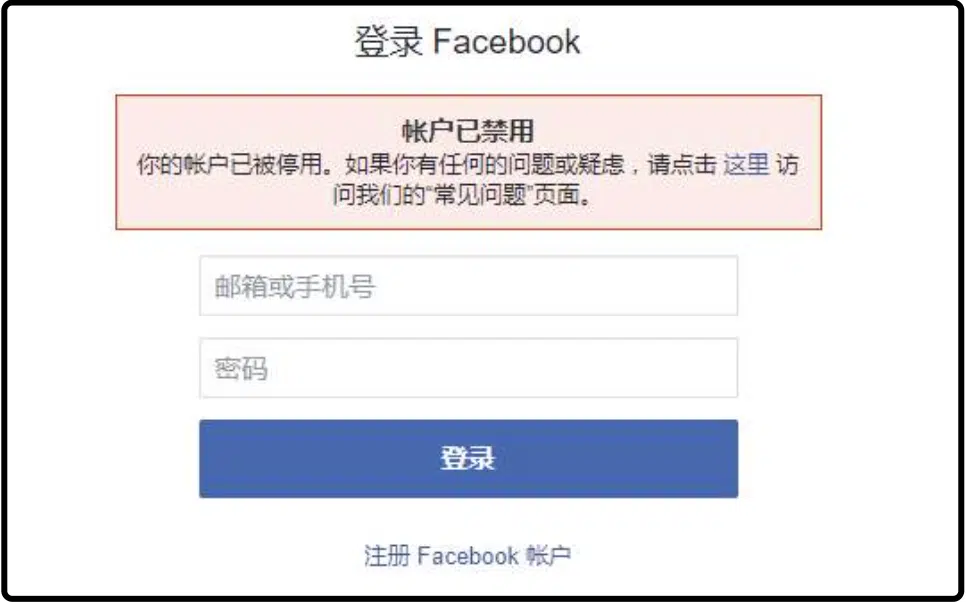 登录 Facebook
帐户已禁用
你的帐户已被停用。如果你有任何的问题或疑虑，请点击 这里 访
问我们的“常见问题”页面。
邮箱或手机号
密码
登录
注册 Facebook 帐户